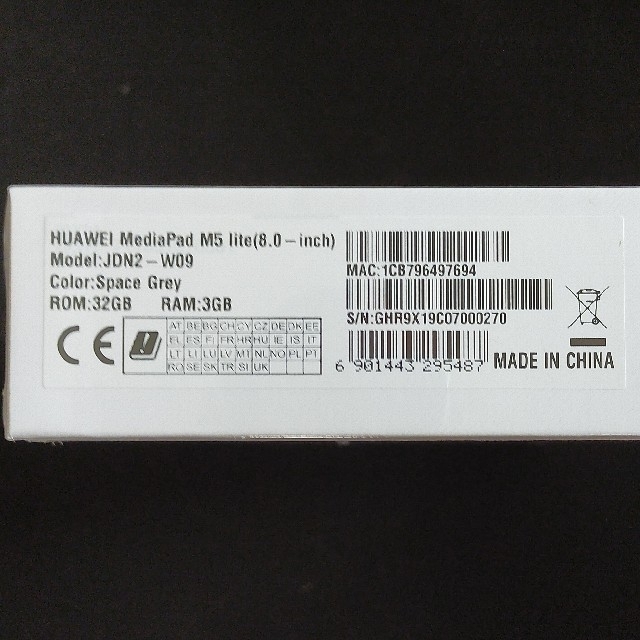 HUAWEI MediaPad M5 lite(8.0-inch)
Model:JDN2-W09
Color:Space Grey
ROM:32GB RAM:3GB
CE
AT BE BG CH CY CZ DE DK EE
EL ES FI FR HR HU IE IS IT
LT LI LU LV MT NL NO PL PT
RO SE SK TR SI UK
MAC:1CB796497694
S/N:GHR9X19C07000270
6 901443 295487
MADE IN CHINA